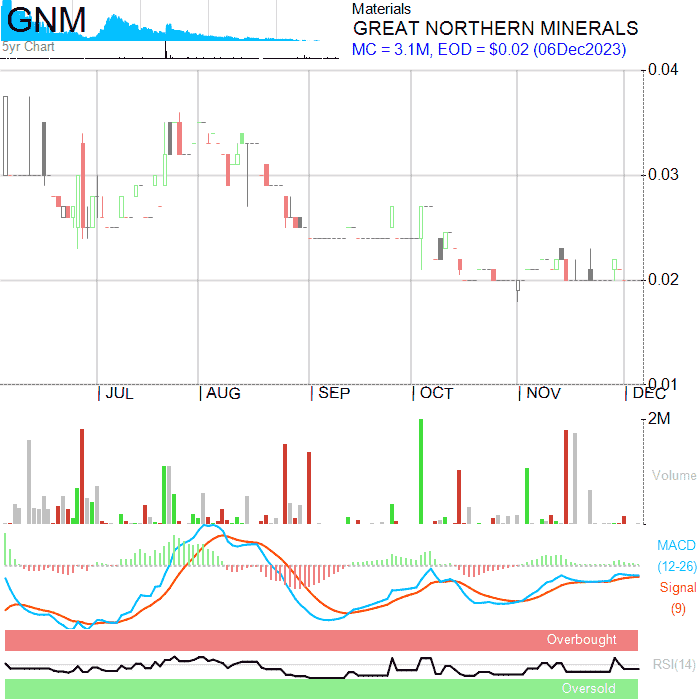 GNM
5yr Chart
Materials
GREAT NORTHERN MINERALS
MC = 3.1M, EOD = $0.02 (06Dec2023)
0.04
0.03
0.02
0.01
JUL AUG SEP OCT NOV DEC
2M
Volume
MACD
(12-26)
Signal
(9)
Overbought
RSI(14)
Oversold